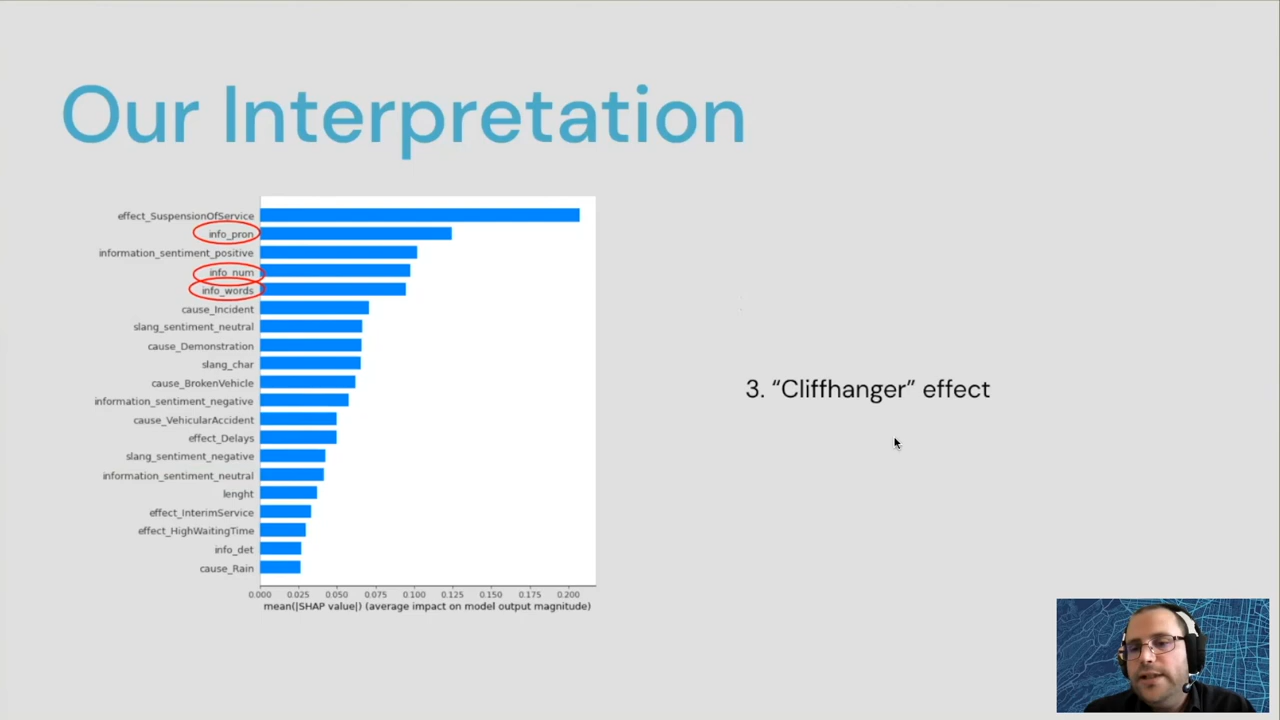 Our Interpretation
effect_SuspensionOfService
info_pron
information_sentiment_positive
info_num
info_words
cause_Incident
slang_sentiment_neutral
cause_Demonstration
slang_char
cause_BrokenVehicle
information_sentiment_negative
cause_VehicularAccident
effect_Delays
slang_sentiment_negative
information_sentiment_neutral
lenght
effect_InterimService
effect_HighWaitingTime
info_det
cause_Rain
0.000 0.025 0.050 0.075 0.100 0.125 0.150 0.175 0.200
mean(|SHAP value|) (average impact on model output magnitude)
3. “Cliffhanger” effect